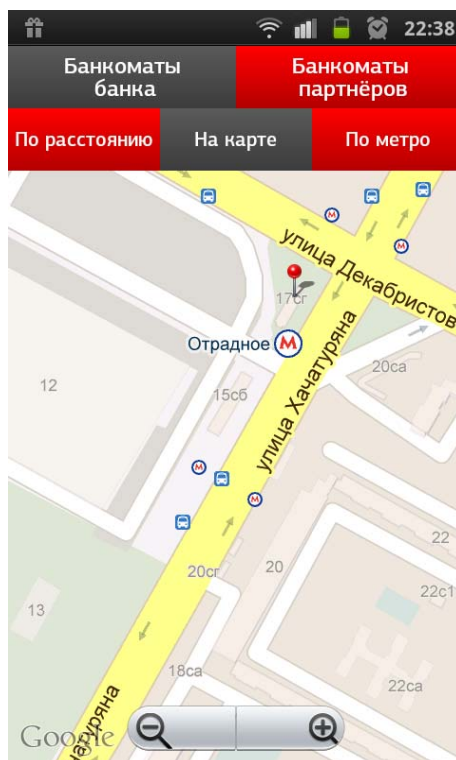 22:38
Банкоматы
банка
Банкоматы
партнёров
По расстоянию
На карте
По метро
улица Декабристов
17сг
Отрадное М
улица Хачатуряна
20са
12
15сб
22
20сг
20
22с1
13
18са
22са
Google